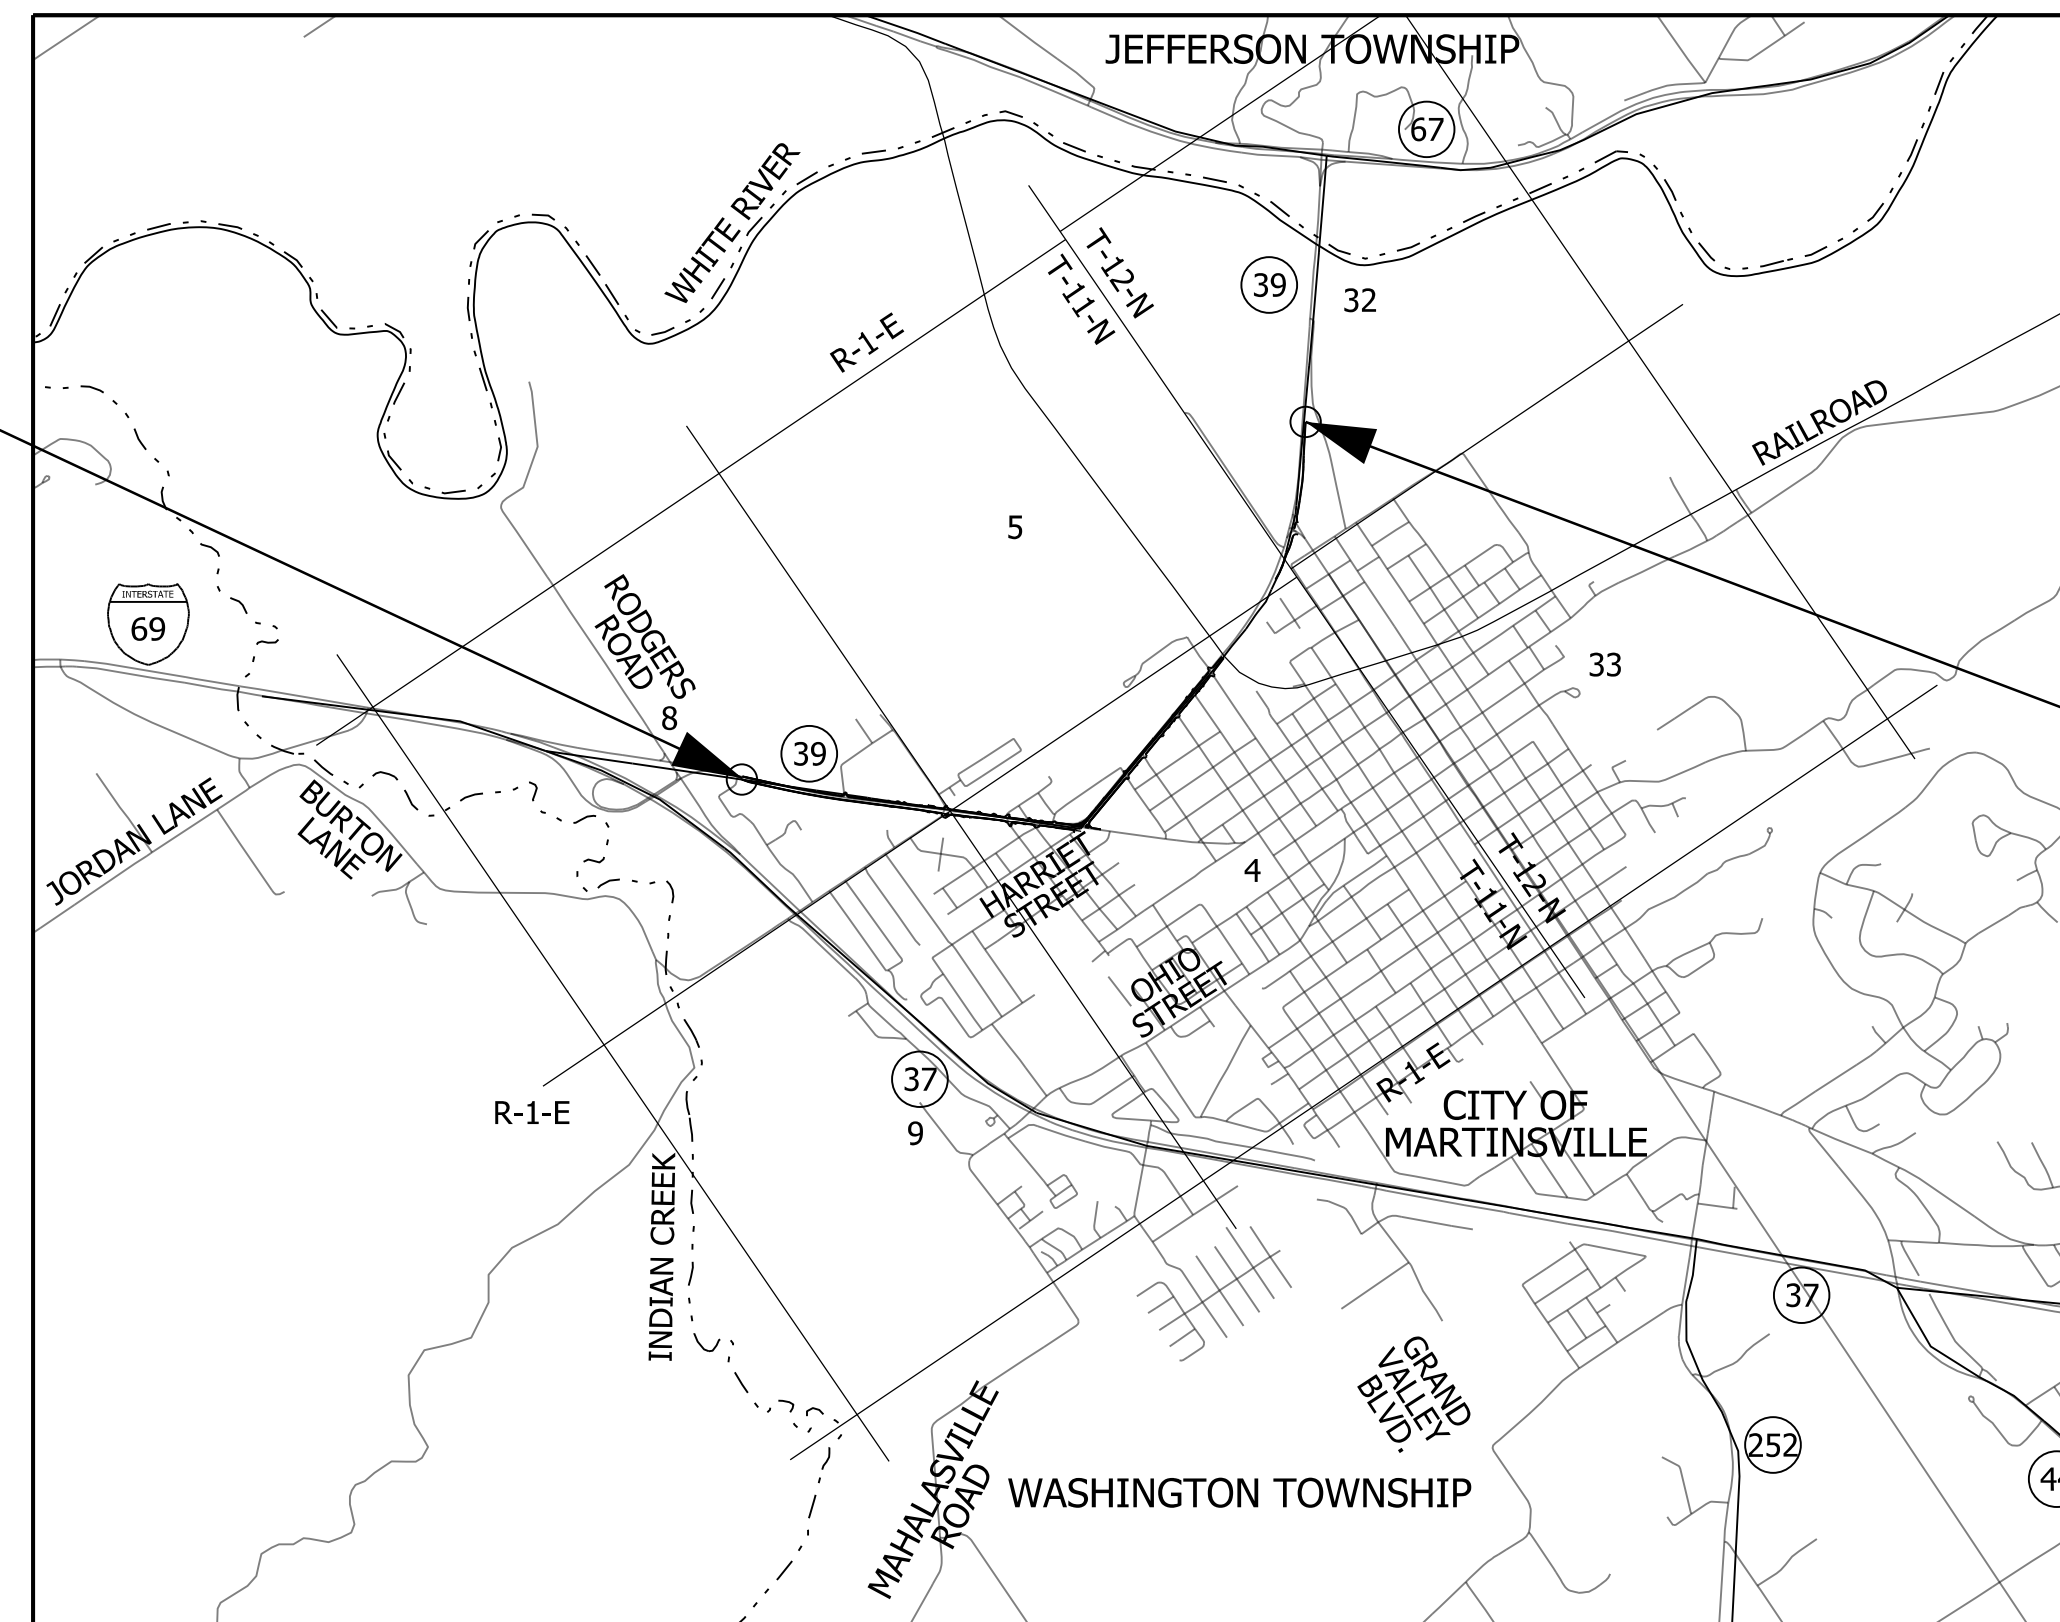 JEFFERSON TOWNSHIP
67
WHITE RIVER
T-12-N
T-11-N
39
32
R-1-E
RAILROAD
5
INTERSTATE
69
RODGERS
ROAD
8
33
39
JORDAN LANE
BURTON
LANE
HARRIET
STREET
4
T-12-N
T-11-N
OHIO
STREET
37
9
R-1-E
R-1-E
CITY OF
MARTINSVILLE
INDIAN CREEK
37
GRAND
VALLEY
BLVD.
MAHALASVILLE
ROAD
WASHINGTON TOWNSHIP
252